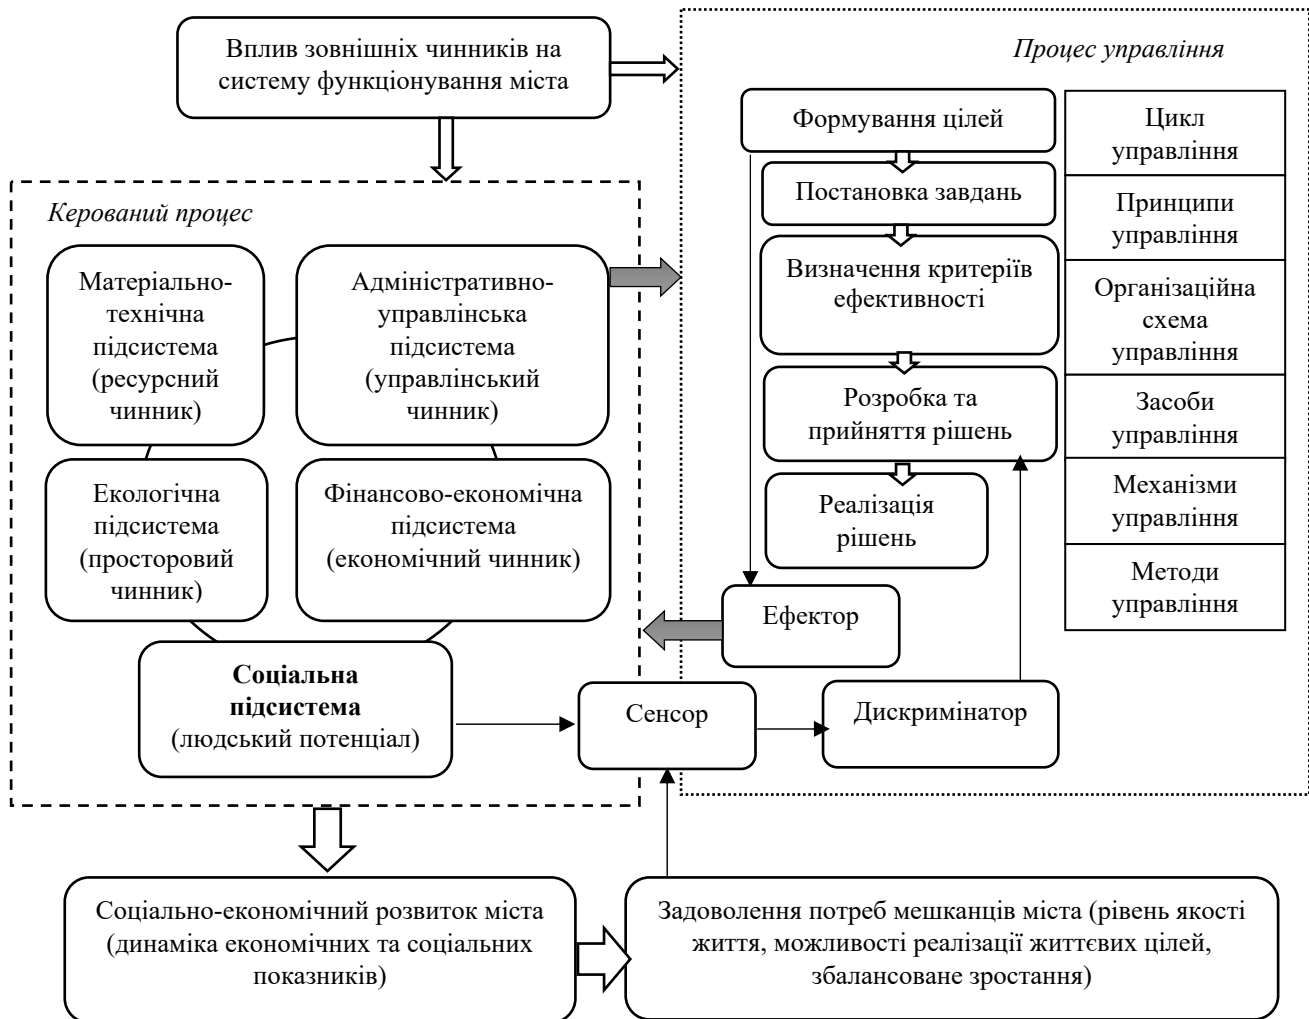 Вплив зовнішніх чинників на
систему функціонування міста
Процес управління
Формування цілей
Постановка завдань
Визначення критеріїв
ефективності
Розробка та
прийняття рішень
Реалізація
рішень
Цикл
управління
Принципи
управління
Організаційна
схема
управління
Засоби
управління
Механізми
управління
Методи
управління
Керований процес
Матеріально-
технічна
підсистема
(ресурсний
чинник)
Адміністративно-
управлінська
підсистема
(управлінський
чинник)
Екологічна
підсистема
(просторовий
чинник)
Фінансово-економічна
підсистема
(економічний чинник)
Соціальна
підсистема
(людський потенціал)
Ефектор
Сенсор
Дискримінатор
Соціально-економічний розвиток міста
(динаміка економічних та соціальних
показників)
Задоволення потреб мешканців міста (рівень якості
життя, можливості реалізації життєвих цілей,
збалансоване зростання)